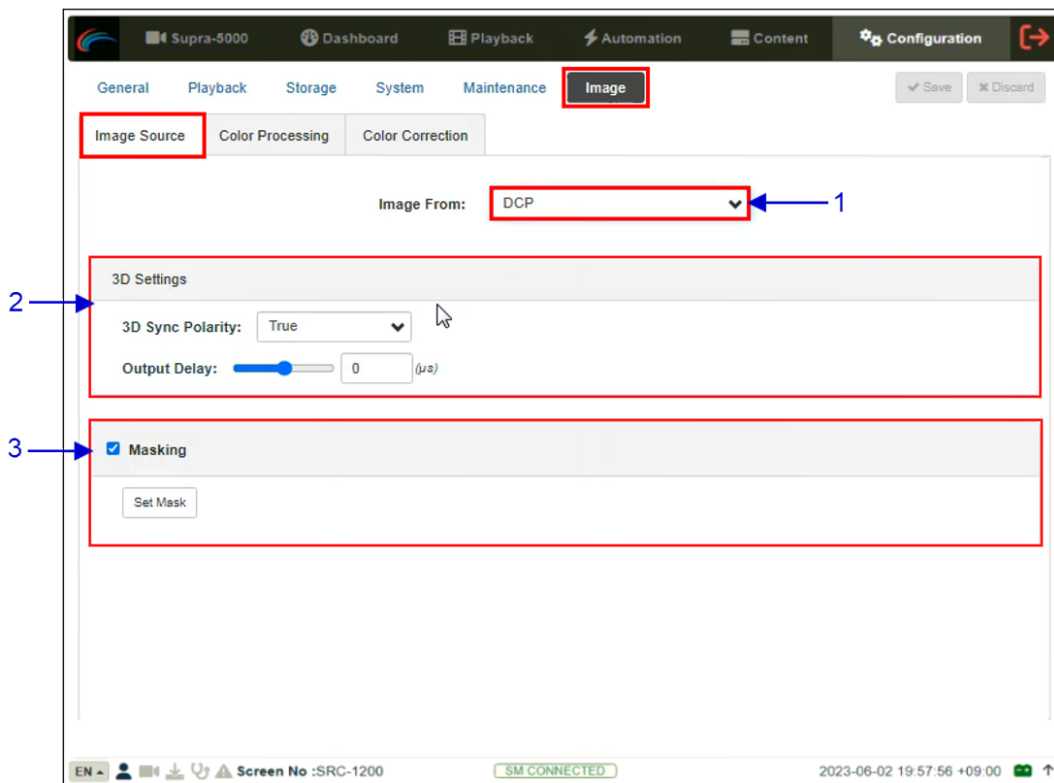 Supra-5000 Dashboard Playback Automation Content Configuration
General Playback Storage System Maintenance Image Save Discard
Image Source Color Processing Color Correction
Image From: DCP 1
3D Settings
2
3D Sync Polarity: True
Output Delay: 0 (µs)
3 Masking
Set Mask
EN Screen No :SRC-1200 SM CONNECTED 2023-06-02 19:57:56 +09:00